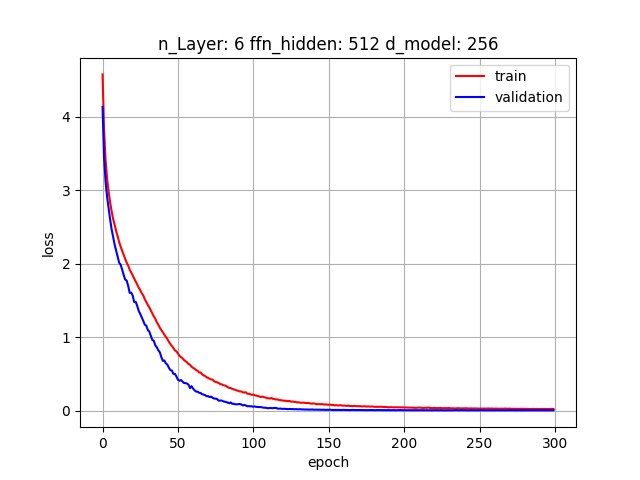 n_Layer: 6 ffn_hidden: 512 d_model: 256
train
validation
4
3
2
1
0
loss
0 50 100 150 200 250 300
epoch